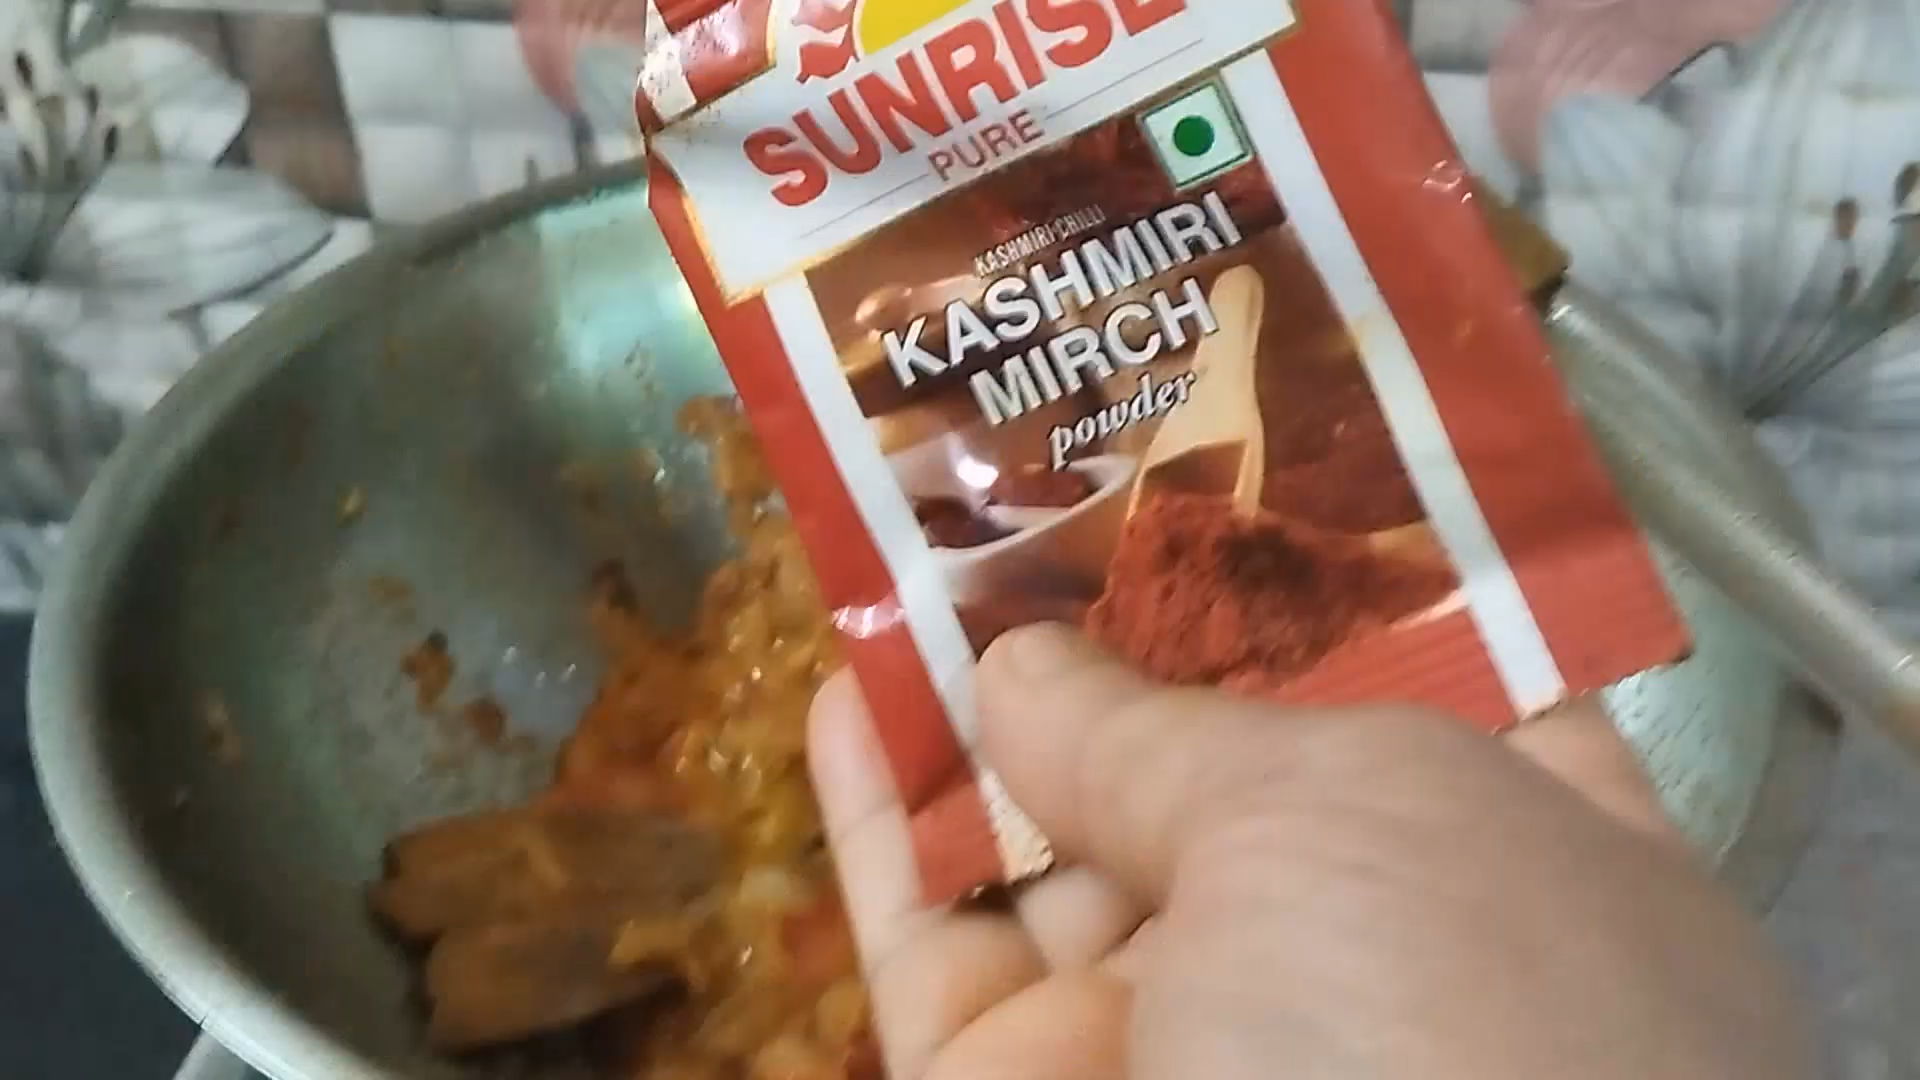 SUNRISE
PURE
KASHMIRI CHILLI
KASHMIRI
MIRCH
powder